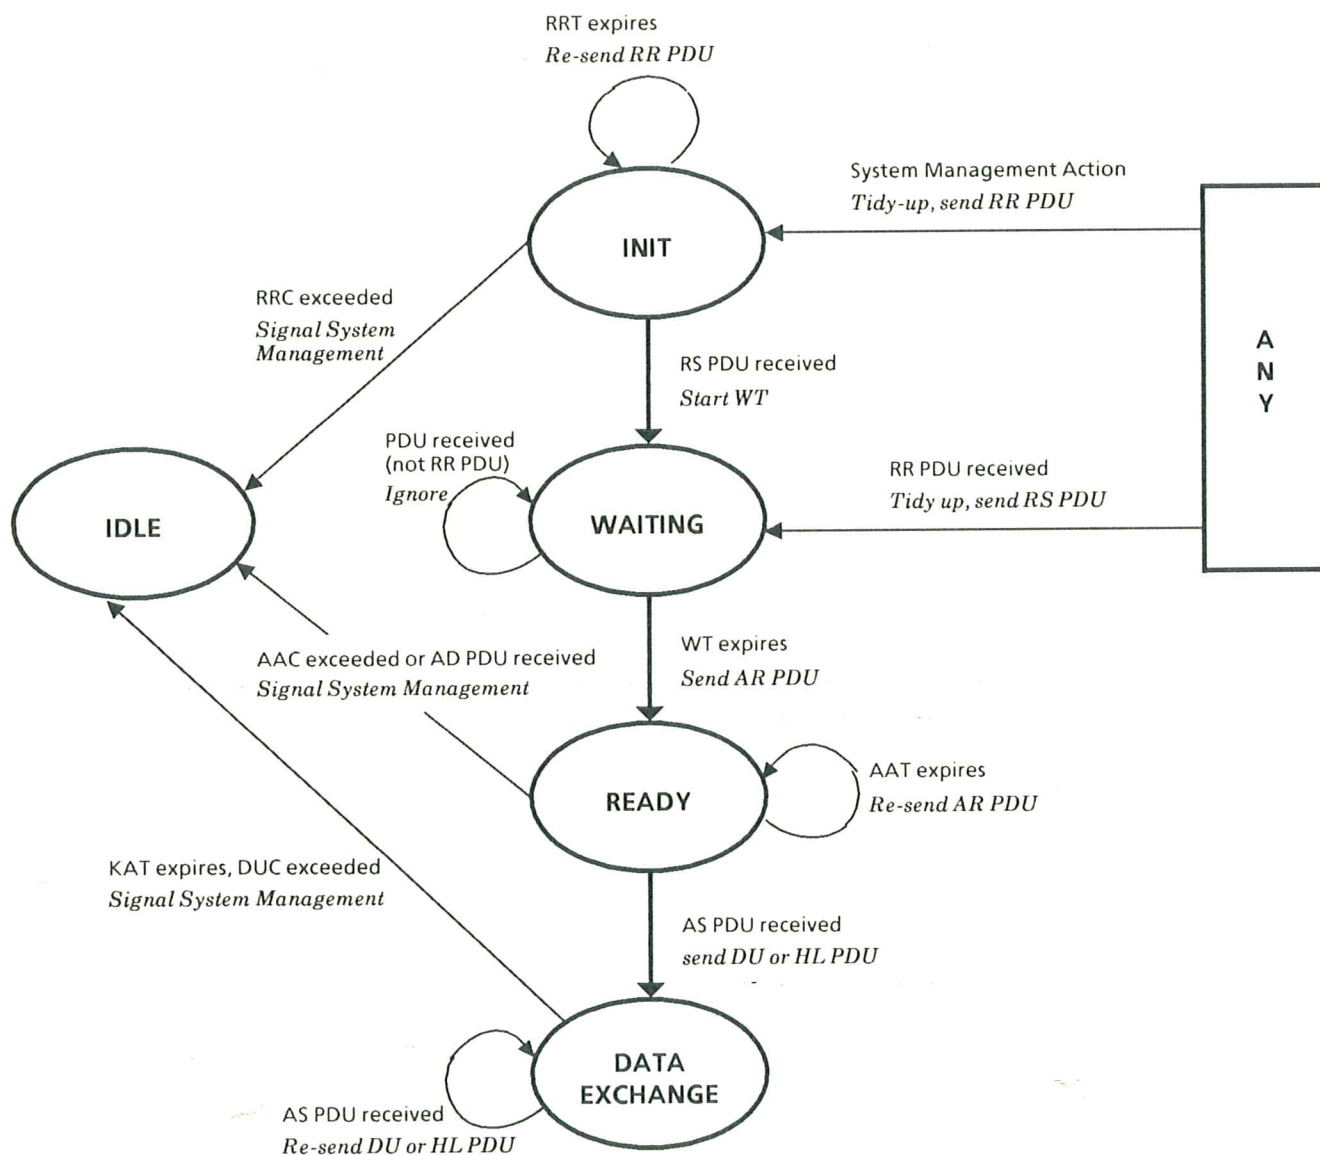 RRT expires
Re-send RR PDU
System Management Action
Tidy-up, send RR PDU
INIT
RRC exceeded
Signal System
Management
A
N
Y
RS PDU received
Start WT
PDU received
(not RR PDU)
Ignore
RR PDU received
Tidy up, send RS PDU
IDLE
WAITING
WT expires
Send AR PDU
AAC exceeded or AD PDU received
Signal System Management
READY
AAT expires
Re-send AR PDU
KAT expires, DUC exceeded
Signal System Management
AS PDU received
send DU or HL PDU
DATA
EXCHANGE
AS PDU received
Re-send DU or HL PDU